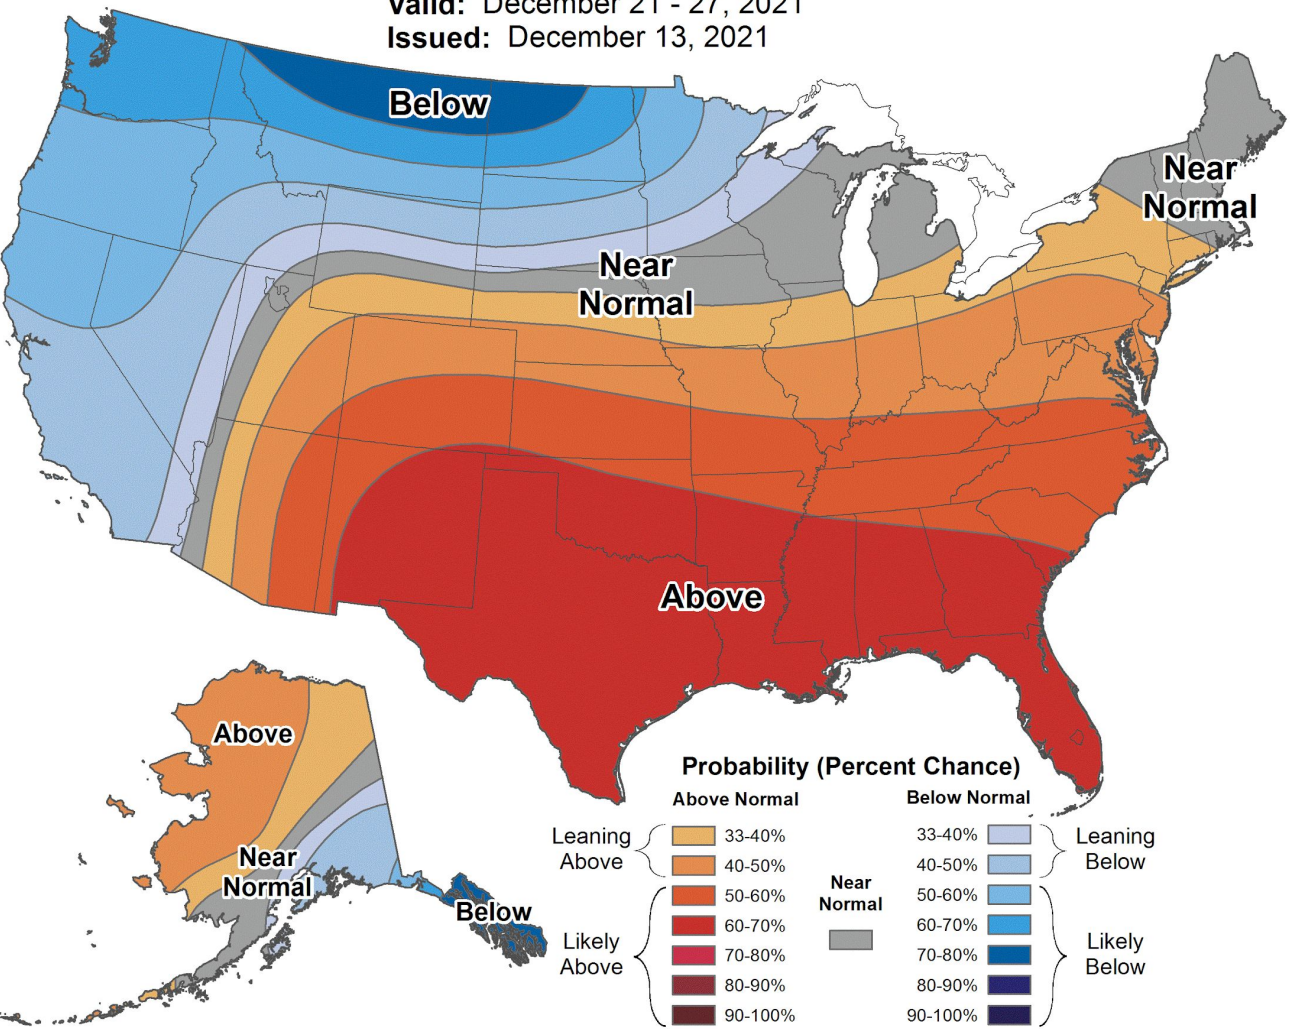 Valid: December 21 - 27, 2021
Issued: December 13, 2021
Below
Near
Normal
Near
Normal
Above
Above
Near
Normal
Below
Probability (Percent Chance)
Above Normal
Below Normal
Leaning
Above
33-40%
40-50%
Likely
Above
50-60%
60-70%
70-80%
80-90%
90-100%
Near
Normal
33-40%
40-50%
Leaning
Below
50-60%
60-70%
70-80%
80-90%
90-100%
Likely
Below